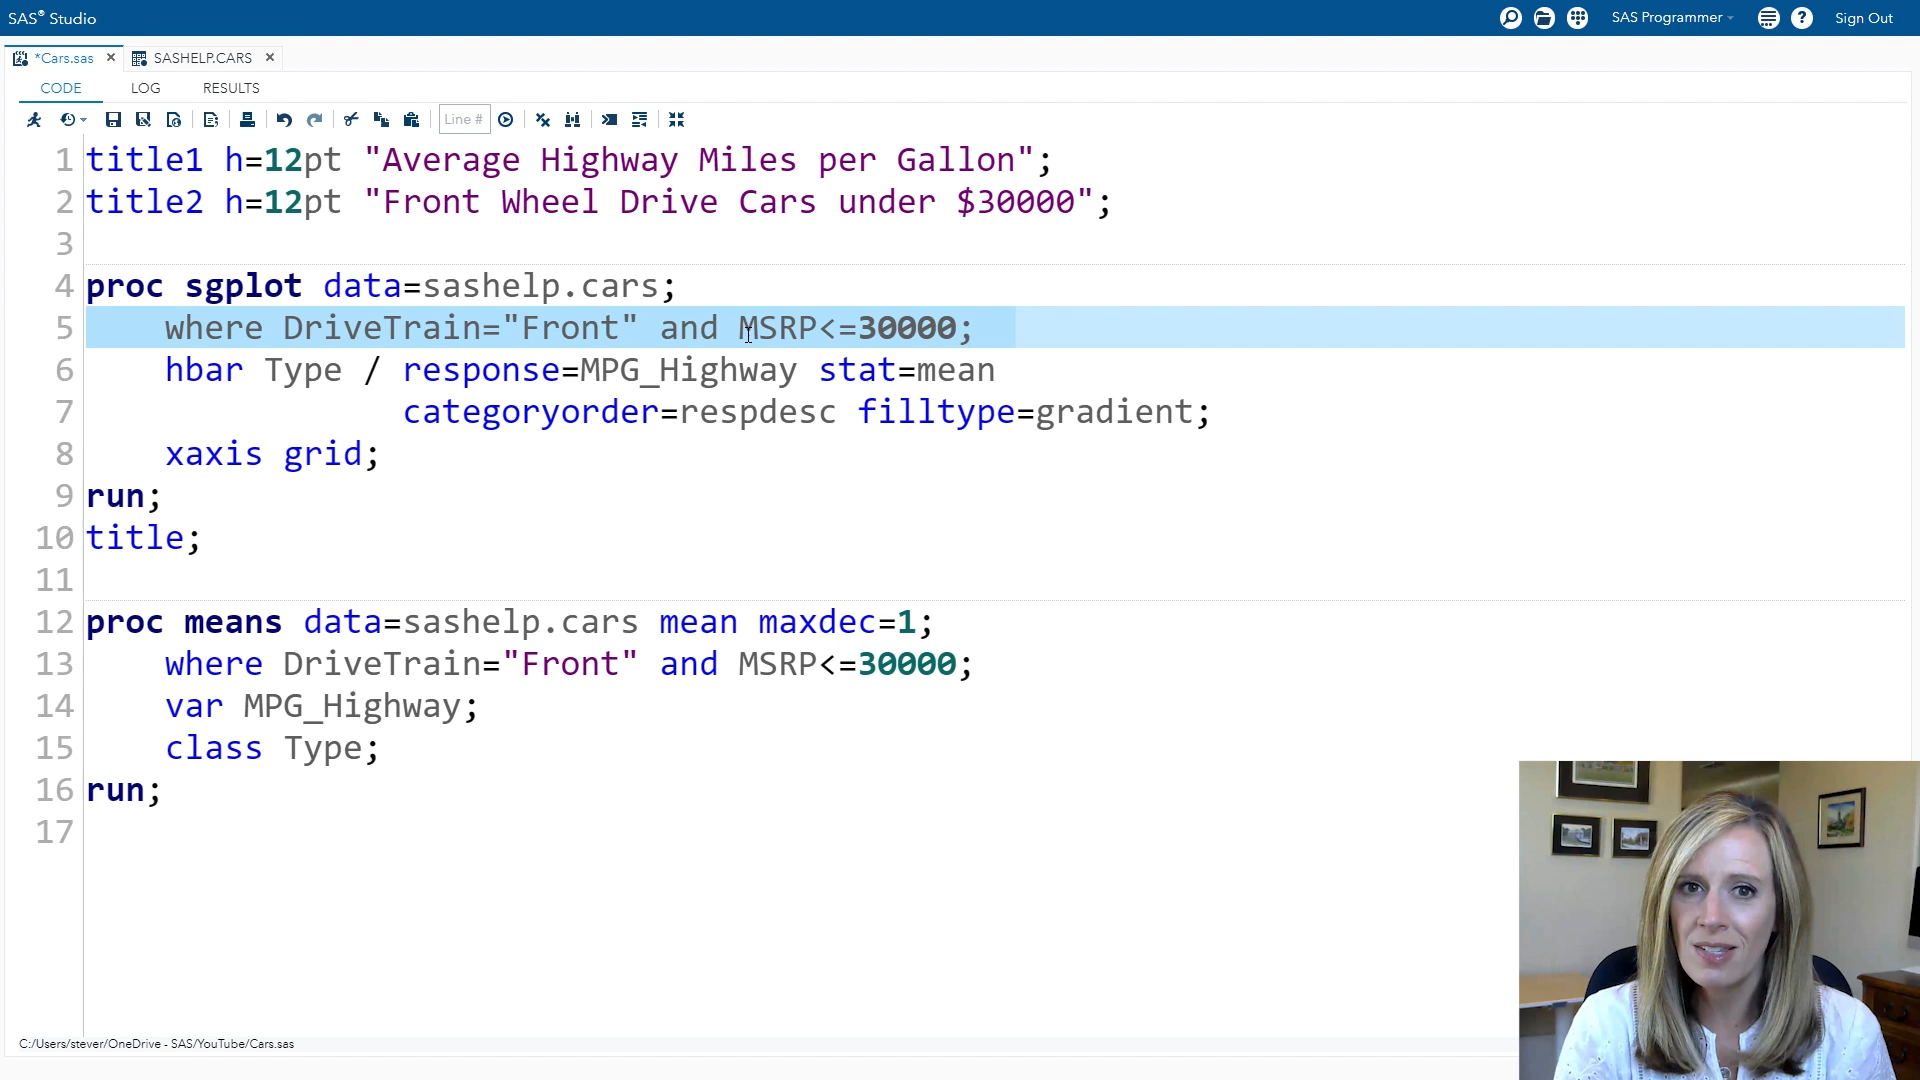 SAS® Studio
SAS Programmer
Sign Out
*Cars.sas
SASHELP.CARS
CODE LOG RESULTS
Line #
1 title1 h=12pt "Average Highway Miles per Gallon";
2 title2 h=12pt "Front Wheel Drive Cars under $30000";
3
4 proc sgplot data=sashelp.cars;
5 where DriveTrain="Front" and MSRP<=30000;
6 hbar Type / response=MPG_Highway stat=mean
7 categoryorder=respdesc filltype=gradient;
8 xaxis grid;
9 run;
10 title;
11
12 proc means data=sashelp.cars mean maxdec=1;
13 where DriveTrain="Front" and MSRP<=30000;
14 var MPG_Highway;
15 class Type;
16 run;
17
C:/Users/stever/OneDrive - SAS/YouTube/Cars.sas